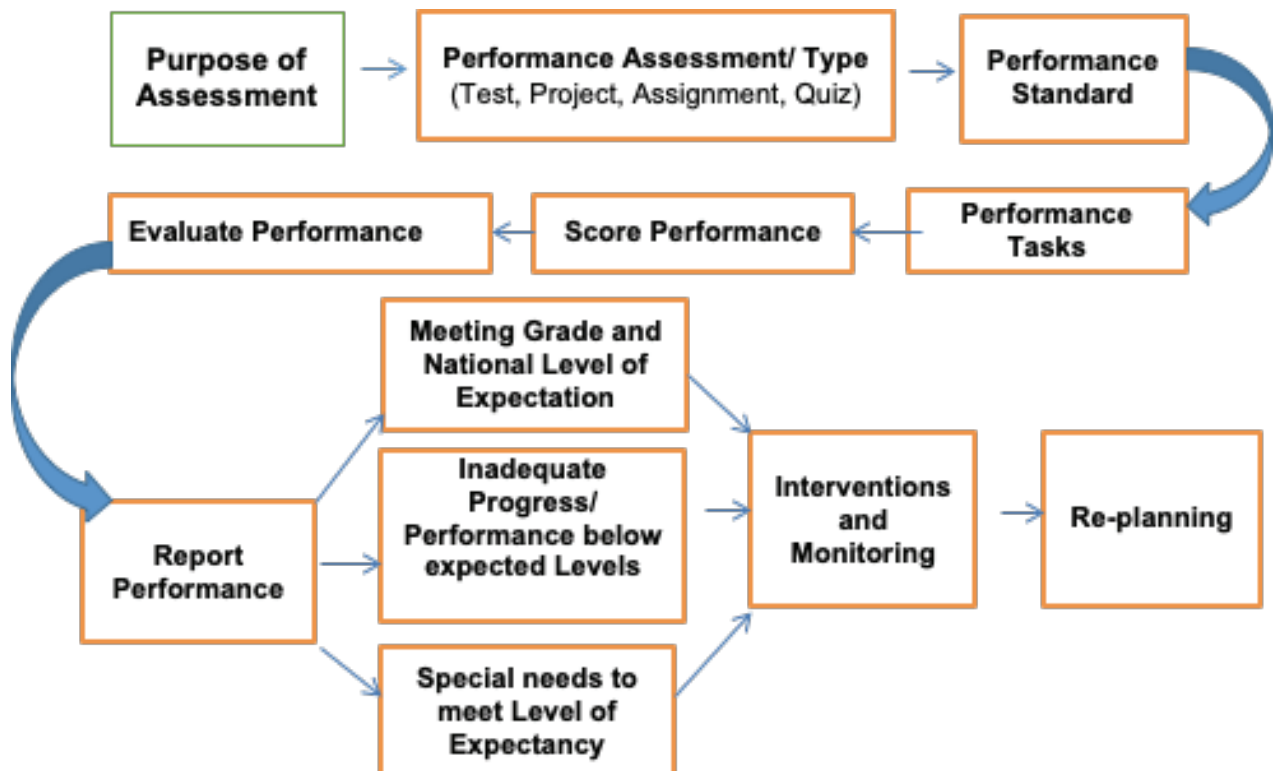 Purpose of
Assessment
Performance Assessment/ Type
(Test, Project, Assignment, Quiz)
Performance
Standard
Performance
Tasks
Score Performance
Evaluate Performance
Report
Performance
Meeting Grade and
National Level of
Expectation
Inadequate
Progress/
Performance below
expected Levels
Special needs to
meet Level of
Expectancy
Interventions
and
Monitoring
Re-planning